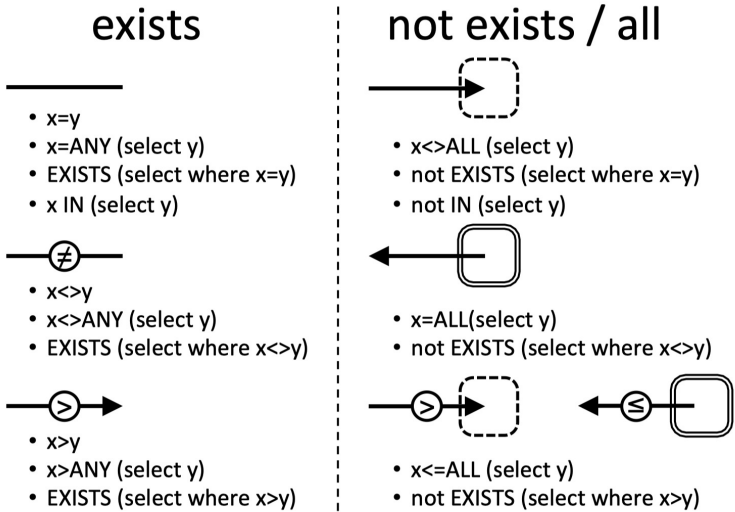 exists
• x=y
• x=ANY (select y)
• EXISTS (select where x=y)
• x IN (select y)
≠
• x<>y
• x<>ANY (select y)
• EXISTS (select where x<>y)
>
• x>y
• x>ANY (select y)
• EXISTS (select where x>y)
not exists / all
• x<>ALL (select y)
• not EXISTS (select where x=y)
• not IN (select y)
• x=ALL(select y)
• not EXISTS (select where x<>y)
> ≤
• x<=ALL (select y)
• not EXISTS (select where x>y)